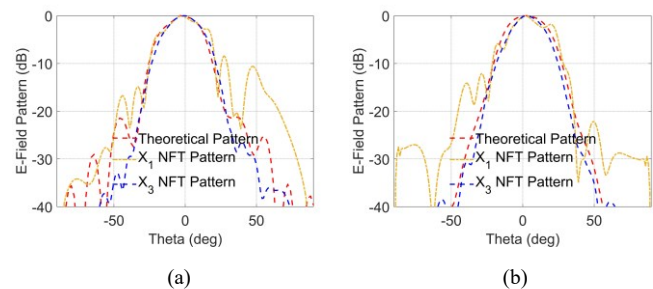 0
-10
-20
-30
-40
E-Field Pattern (dB)
Theoretical Pattern
X1 NFT Pattern
X3 NFT Pattern
-50 0 50
Theta (deg)
(a)
0
-10
-20
-30
-40
E-Field Pattern (dB)
Theoretical Pattern
X1 NFT Pattern
X3 NFT Pattern
-50 0 50
Theta (deg)
(b)